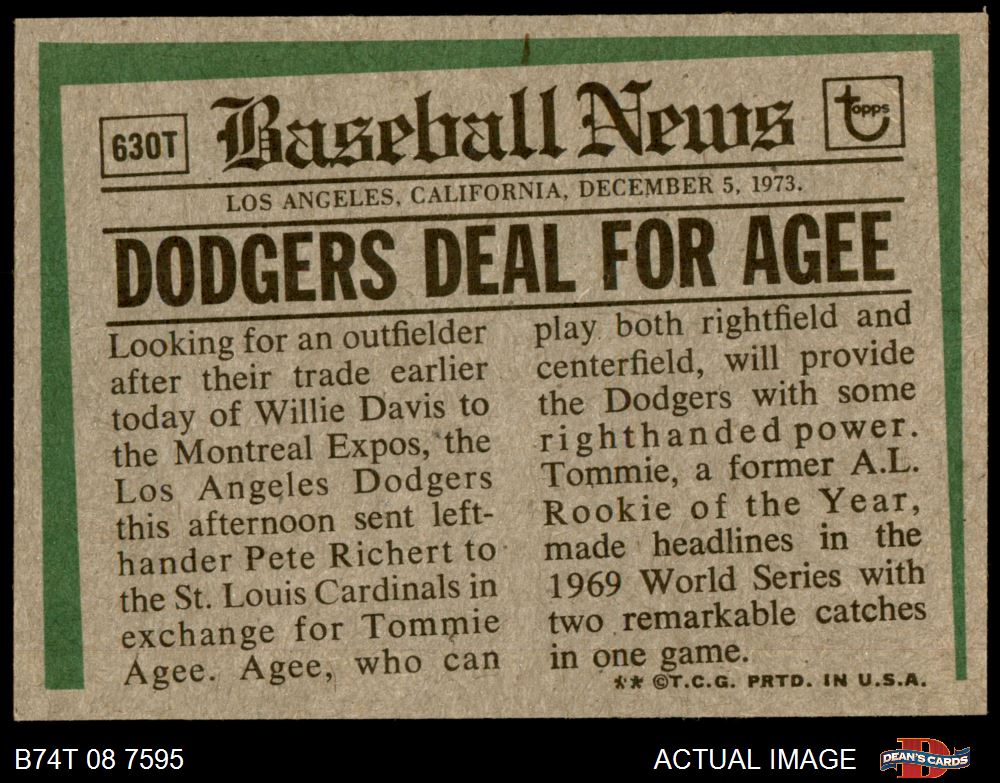 630T
Baseball News
topps
LOS ANGELES, CALIFORNIA, DECEMBER 5, 1973.
DODGERS DEAL FOR AGEE
Looking for an outfielder
after their trade earlier
today of Willie Davis to
the Montreal Expos, the
Los Angeles Dodgers
this afternoon sent left-
hander Pete Richert to
the St. Louis Cardinals in
exchange for Tommie
Agee. Agee, who can
play both rightfield and
centerfield, will provide
the Dodgers with some
righthanded power.
Tommie, a former A.L.
Rookie of the Year,
made headlines in the
1969 World Series with
two remarkable catches
in one game.
** ©T.C.G. PRTD. IN U.S.A.
B74T 08 7595
ACTUAL IMAGE
DEAN'S CARDS